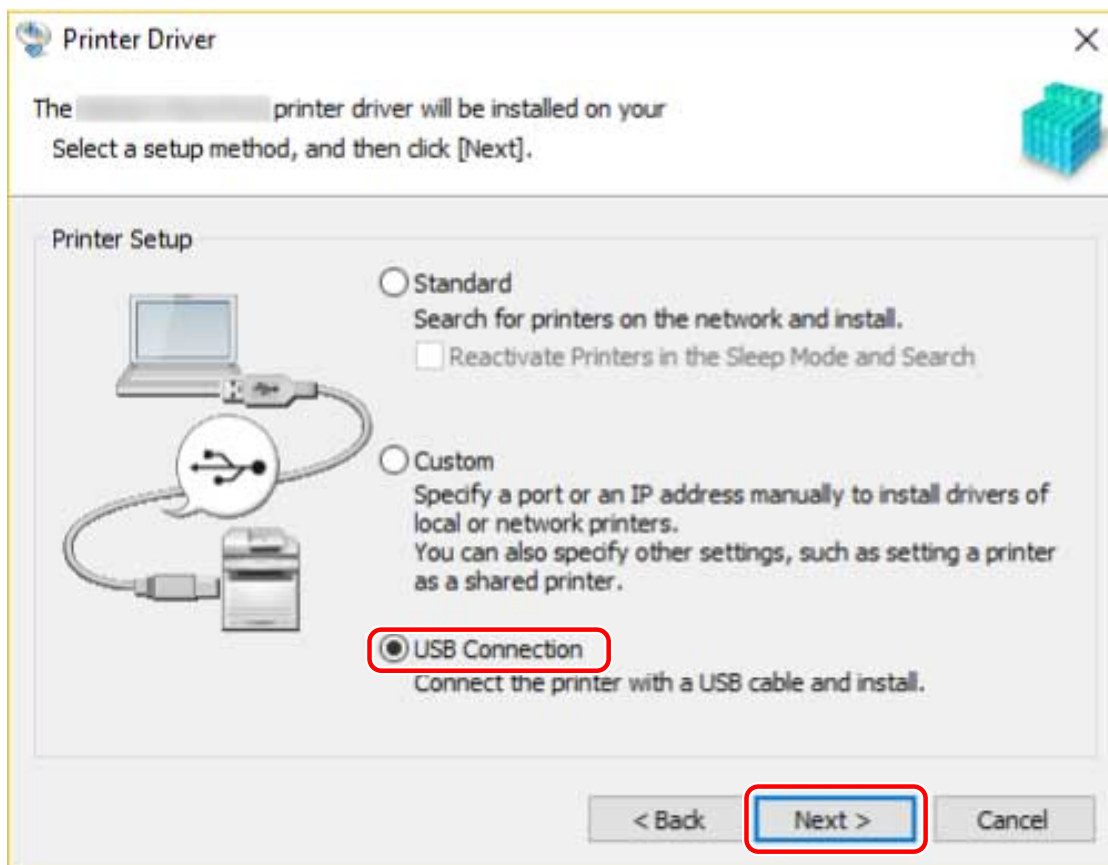 Printer Driver
The printer driver will be installed on your
Select a setup method, and then click [Next].
Printer Setup
Standard
Search for printers on the network and install.
Reactivate Printers in the Sleep Mode and Search
Custom
Specify a port or an IP address manually to install drivers of
local or network printers.
You can also specify other settings, such as setting a printer
as a shared printer.
USB Connection
Connect the printer with a USB cable and install.
< Back Next > Cancel